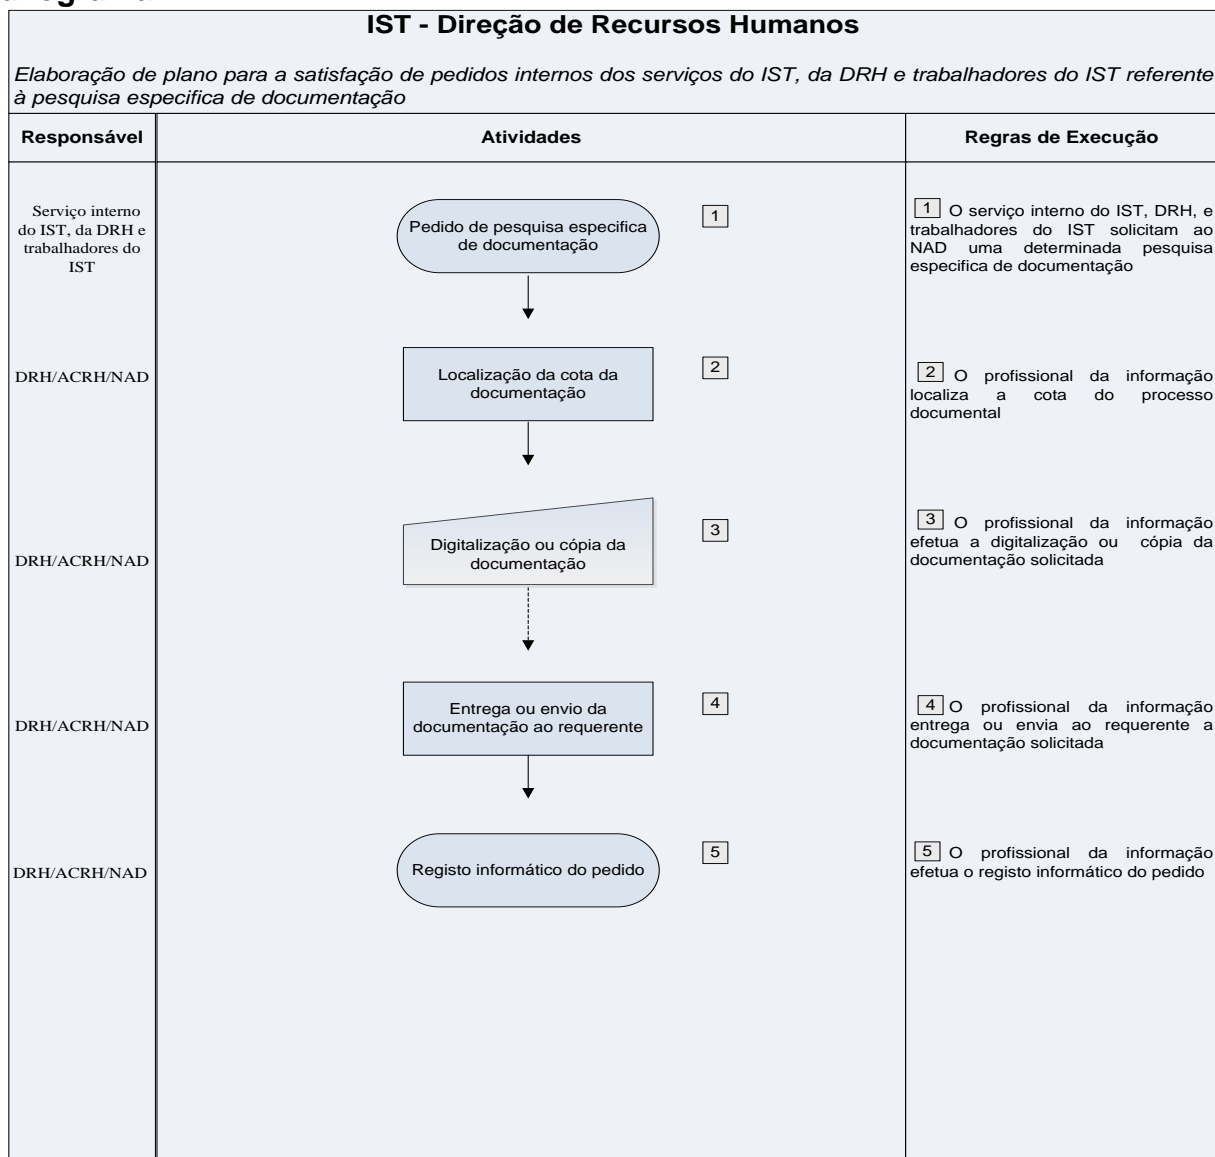 IST - Direção de Recursos Humanos
Elaboração de plano para a satisfação de pedidos internos dos serviços do IST, da DRH e trabalhadores do IST referente
à pesquisa especifica de documentação
Responsável
Atividades
Regras de Execução
Serviço interno
do IST, da DRH e
trabalhadores do
IST
Pedido de pesquisa especifica
de documentação
1
1 O serviço interno do IST, DRH, e
trabalhadores do IST solicitam ao
NAD uma determinada pesquisa
especifica de documentação
DRH/ACRH/NAD
Localização da cota da
documentação
2
2 O profissional da informação
localiza a cota do processo
documental
DRH/ACRH/NAD
Digitalização ou cópia da
documentação
3
3 O profissional da informação
efetua a digitalização ou cópia da
documentação solicitada
DRH/ACRH/NAD
Entrega ou envio da
documentação ao requerente
4
4 O profissional da informação
entrega ou envia ao requerente a
documentação solicitada
DRH/ACRH/NAD
Registo informático do pedido
5
5 O profissional da informação
efetua o registo informático do pedido